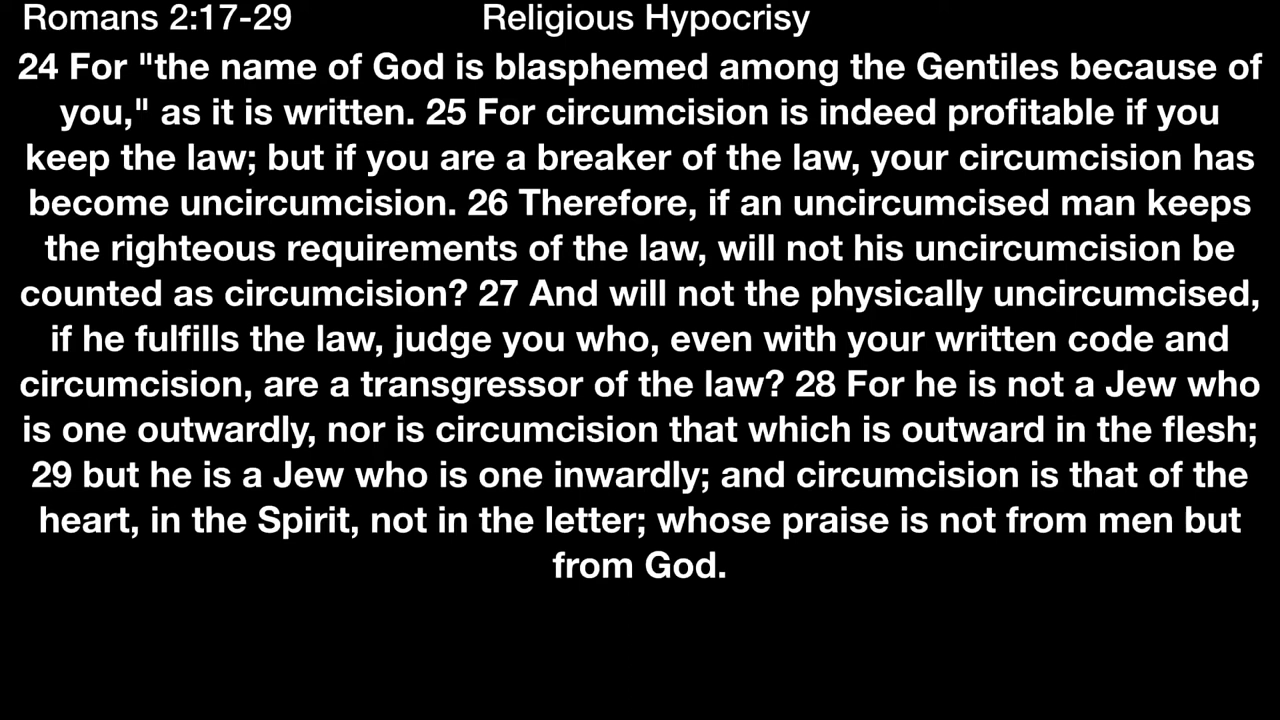 Romans 2:17-29 Religious Hypocrisy
24 For "the name of God is blasphemed among the Gentiles because of
you," as it is written. 25 For circumcision is indeed profitable if you
keep the law; but if you are a breaker of the law, your circumcision has
become uncircumcision. 26 Therefore, if an uncircumcised man keeps
the righteous requirements of the law, will not his uncircumcision be
counted as circumcision? 27 And will not the physically uncircumcised,
if he fulfills the law, judge you who, even with your written code and
circumcision, are a transgressor of the law? 28 For he is not a Jew who
is one outwardly, nor is circumcision that which is outward in the flesh;
29 but he is a Jew who is one inwardly; and circumcision is that of the
heart, in the Spirit, not in the letter; whose praise is not from men but
from God.